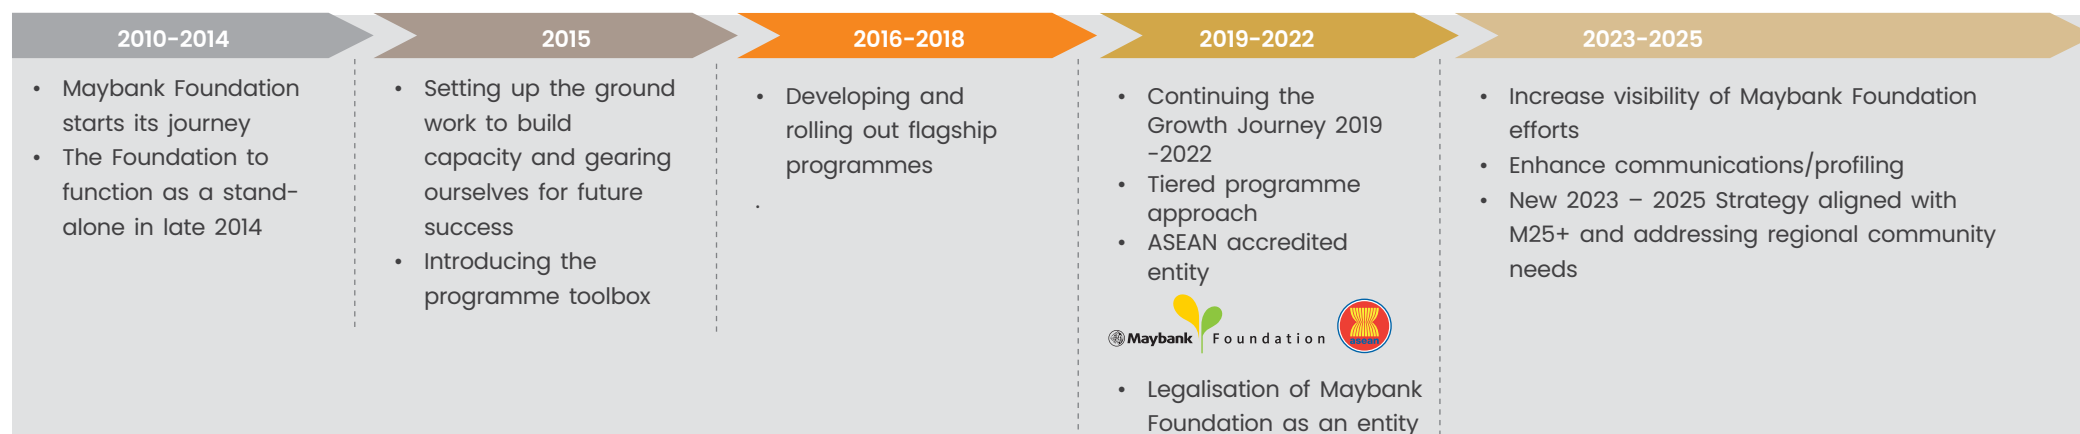 2010-2014
• Maybank Foundation
starts its journey
• The Foundation to
function as a stand-
alone in late 2014
2015
• Setting up the ground
work to build
capacity and gearing
ourselves for future
success
• Introducing the
programme toolbox
2016-2018
• Developing and
rolling out flagship
programmes
.
2019-2022
• Continuing the
Growth Journey 2019
-2022
• Tiered programme
approach
• ASEAN accredited
entity
Maybank Foundation
asean
• Legalisation of Maybank
Foundation as an entity
2023-2025
• Increase visibility of Maybank Foundation
efforts
• Enhance communications/profiling
• New 2023 – 2025 Strategy aligned with
M25+ and addressing regional community
needs